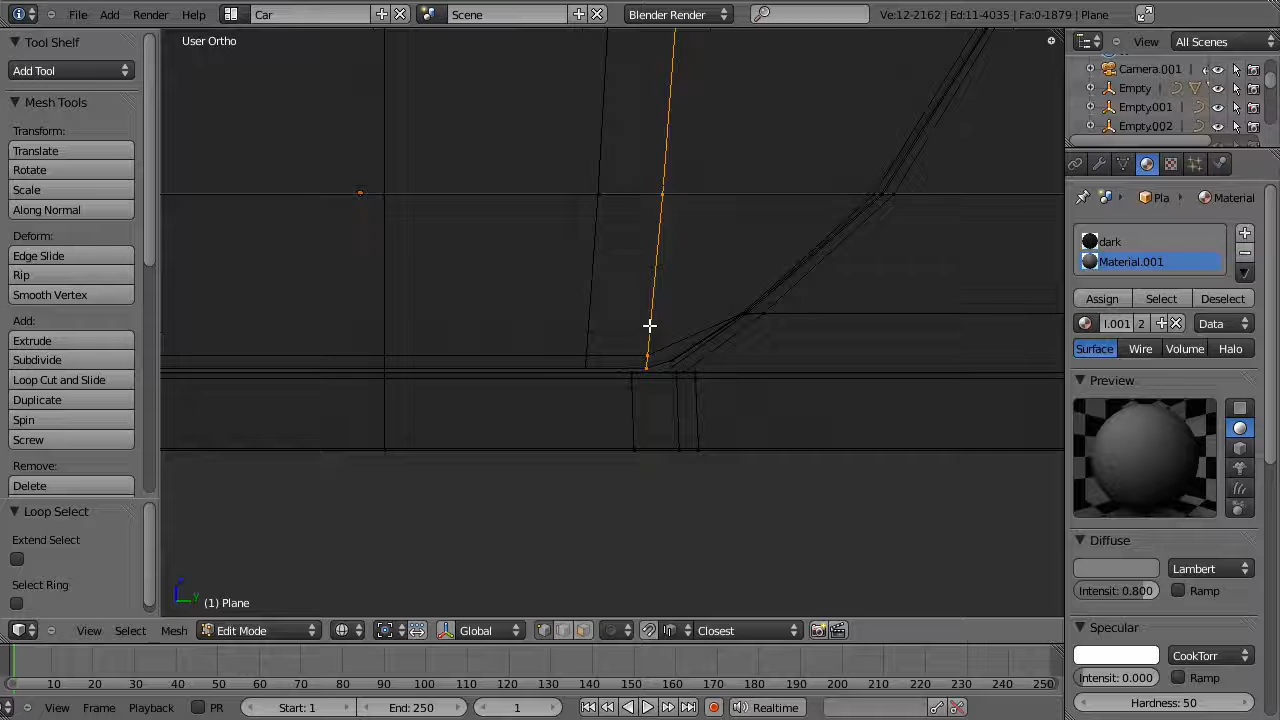 File Add Render Help Car Scene Blender Render Ve:12-2162 | Ed:11-4035 | Fa:0-1879 | Plane
Tool Shelf
Add Tool
Mesh Tools
Transform:
Translate
Rotate
Scale
Along Normal
Deform:
Edge Slide
Rip
Smooth Vertex
Add:
Extrude
Subdivide
Loop Cut and Slide
Duplicate
Spin
Screw
Remove:
Delete
Loop Select
Extend Select
Select Ring
User Ortho
y
(1) Plane
View Select Mesh Edit Mode Global Closest
10 20 30 40 50 60 70 80 90 100 110 120 130 140 150 160 170 180 190 200 210 220 230 240 250
View Frame Playback PR Start: 1 End: 250 1 Realtime
View All Scenes
Camera.001
Empty
Empty.001
Empty.002
Pla Material
dark
Material.001
Assign Select Deselect
I.001 2 Data
Surface Wire Volume Halo
Preview
Diffuse
Lambert
Intensit: 0.800 Ramp
Specular
CookTorr
Intensit: 0.000 Ramp
Hardness: 50